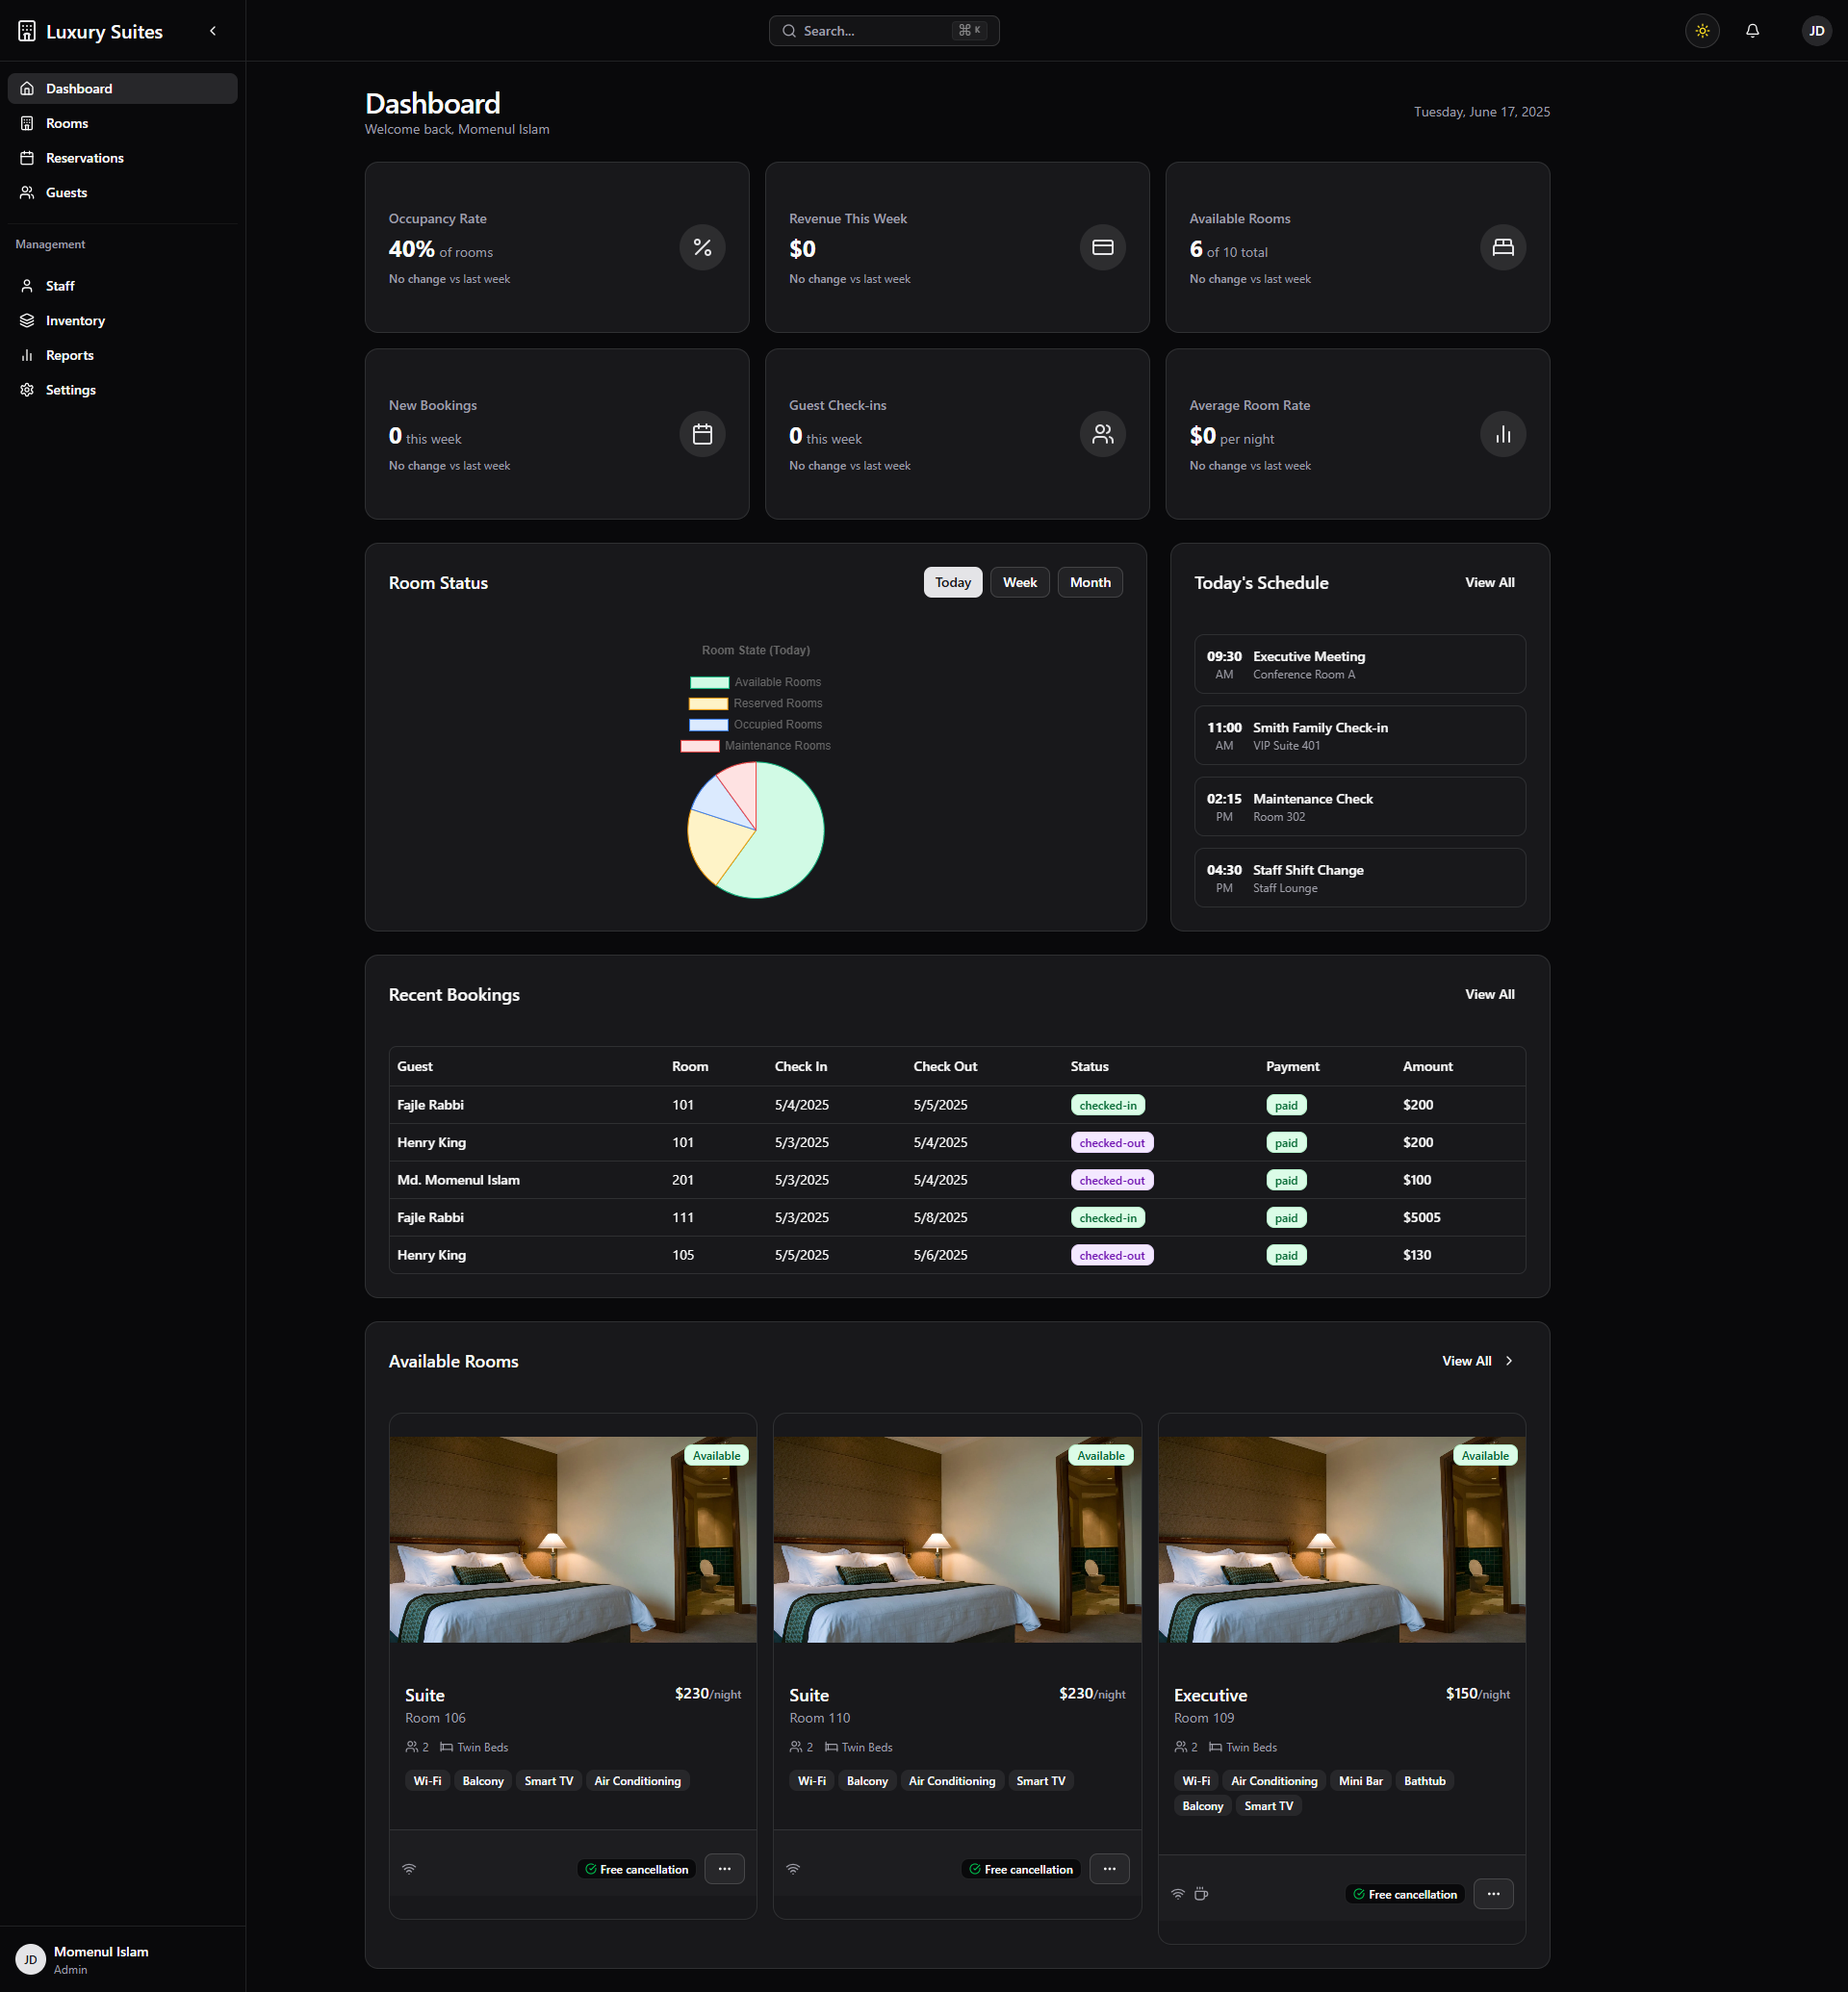 Luxury Suites
Search...
⌘ K
JD
Dashboard
Rooms
Reservations
Guests
Management
Staff
Inventory
Reports
Settings
Dashboard
Welcome back, Momenul Islam
Tuesday, June 17, 2025
Occupancy Rate
40% of rooms
No change vs last week
Revenue This Week
$0
No change vs last week
Available Rooms
6 of 10 total
No change vs last week
New Bookings
0 this week
No change vs last week
Guest Check-ins
0 this week
No change vs last week
Average Room Rate
$0 per night
No change vs last week
Room Status
Today Week Month
Room State (Today)
Available Rooms
Reserved Rooms
Occupied Rooms
Maintenance Rooms
Today's Schedule
View All
09:30 Executive Meeting
AM Conference Room A
11:00 Smith Family Check-in
AM VIP Suite 401
02:15 Maintenance Check
PM Room 302
04:30 Staff Shift Change
PM Staff Lounge
Recent Bookings
View All
Guest Room Check In Check Out Status Payment Amount
Fajle Rabbi 101 5/4/2025 5/5/2025 checked-in paid $200
Henry King 101 5/3/2025 5/4/2025 checked-out paid $200
Md. Momenul Islam 201 5/3/2025 5/4/2025 checked-out paid $100
Fajle Rabbi 111 5/3/2025 5/8/2025 checked-in paid $5005
Henry King 105 5/5/2025 5/6/2025 checked-out paid $130
Available Rooms
View All
Available
Suite $230/night
Room 106
2 Twin Beds
Wi-Fi Balcony Smart TV Air Conditioning
Free cancellation
Available
Suite $230/night
Room 110
2 Twin Beds
Wi-Fi Balcony Air Conditioning Smart TV
Free cancellation
Available
Executive $150/night
Room 109
2 Twin Beds
Wi-Fi Air Conditioning Mini Bar Bathtub
Balcony Smart TV
Free cancellation
JD
Momenul Islam
Admin